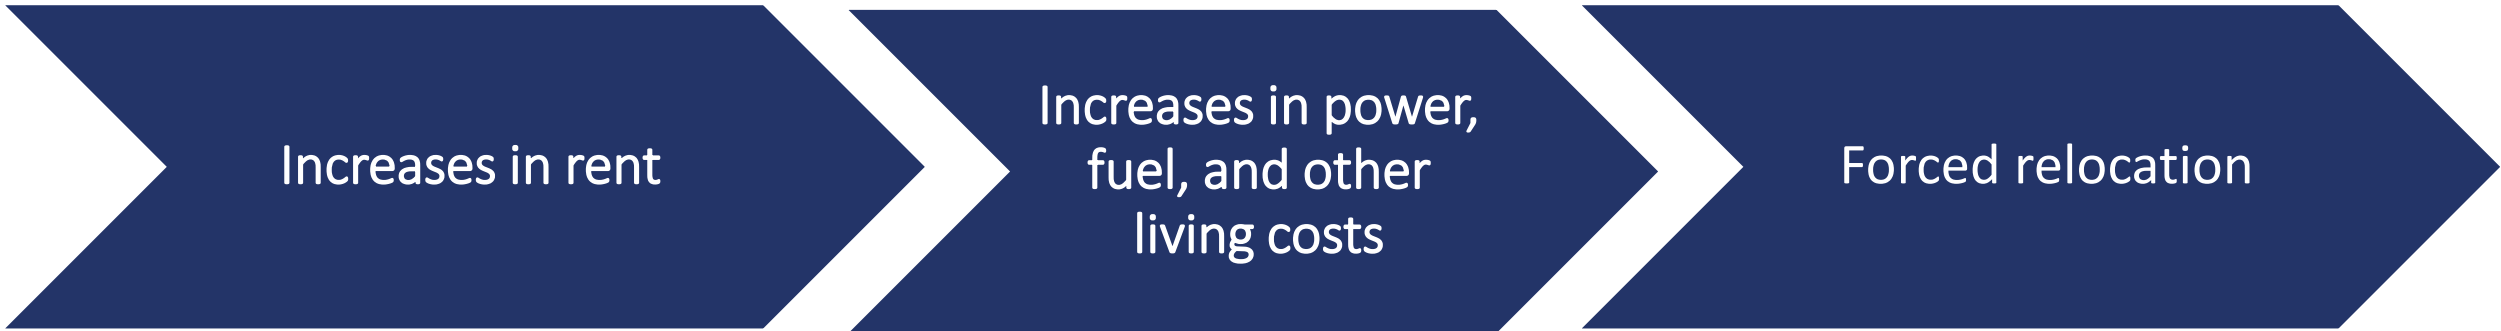 Increases in rent
Increases in power,
fuel, and other
living costs
Forced relocation